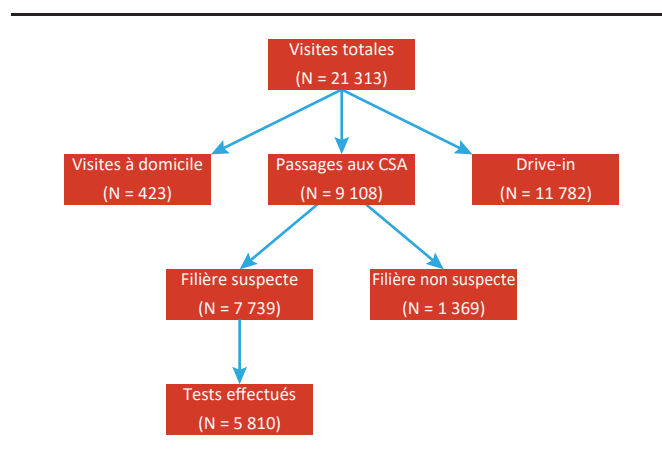 Visites totales
(N = 21 313)
Visites à domicile
(N = 423)
Passages aux CSA
(N = 9 108)
Drive-in
(N = 11 782)
Filière suspecte
(N = 7 739)
Filière non suspecte
(N = 1 369)
Tests effectués
(N = 5 810)